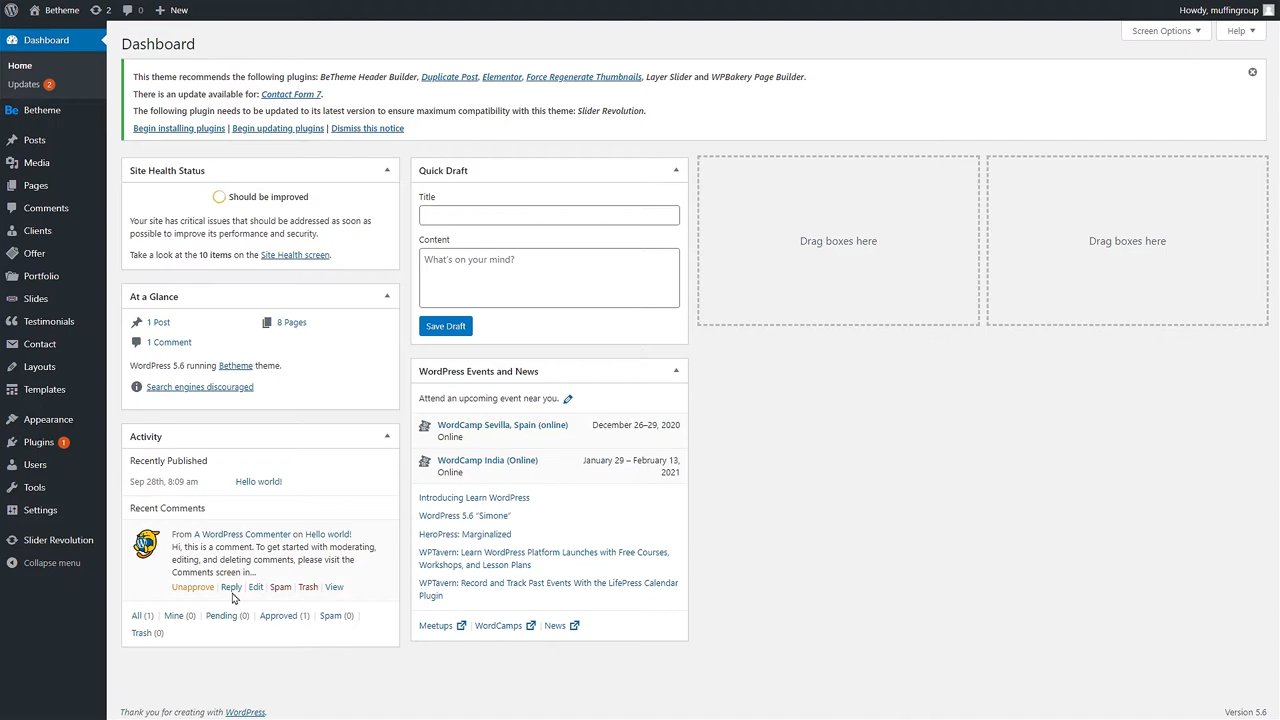 Betheme
2
0
New
Howdy, muffingroup
Dashboard
Home
Updates 2
Be Betheme
Posts
Media
Pages
Comments
Clients
Offer
Portfolio
Slides
Testimonials
Contact
Layouts
Templates
Appearance
Plugins 1
Users
Tools
Settings
Slider Revolution
Collapse menu
Screen Options
Help
Dashboard
This theme recommends the following plugins: BeTheme Header Builder, Duplicate Post, Elementor, Force Regenerate Thumbnails, Layer Slider and WPBakery Page Builder.
There is an update available for: Contact Form 7.
The following plugin needs to be updated to its latest version to ensure maximum compatibility with this theme: Slider Revolution.
Begin installing plugins | Begin updating plugins | Dismiss this notice
Site Health Status
Should be improved
Your site has critical issues that should be addressed as soon as
possible to improve its performance and security.
Take a look at the 10 items on the Site Health screen.
At a Glance
1 Post
8 Pages
1 Comment
WordPress 5.6 running Betheme theme.
Search engines discouraged
Activity
Recently Published
Sep 28th, 8:09 am
Hello world!
Recent Comments
From A WordPress Commenter on Hello world!
Hi, this is a comment. To get started with moderating,
editing, and deleting comments, please visit the
Comments screen in...
Unapprove | Reply | Edit | Spam | Trash | View
All (1) | Mine (0) | Pending (0) | Approved (1) | Spam (0) |
Trash (0)
Quick Draft
Title
Content
What's on your mind?
Save Draft
WordPress Events and News
Attend an upcoming event near you.
WordCamp Sevilla, Spain (online)
December 26–29, 2020
Online
WordCamp India (Online)
January 29 – February 13,
2021
Online
Introducing Learn WordPress
WordPress 5.6 "Simone"
HeroPress: Marginalized
WPTavern: Learn WordPress Platform Launches with Free Courses,
Workshops, and Lesson Plans
WPTavern: Record and Track Past Events With the LifePress Calendar
Plugin
Meetups | WordCamps | News
Drag boxes here
Drag boxes here
Thank you for creating with WordPress.
Version 5.6